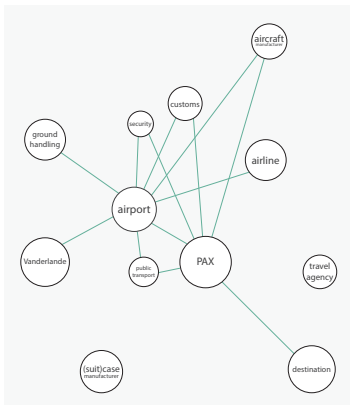 aircraft
manufacturer
customs
security
ground
handling
airline
airport
Vanderlande
PAX
public
transport
travel
agency
(suit)case
manufacturer
destination